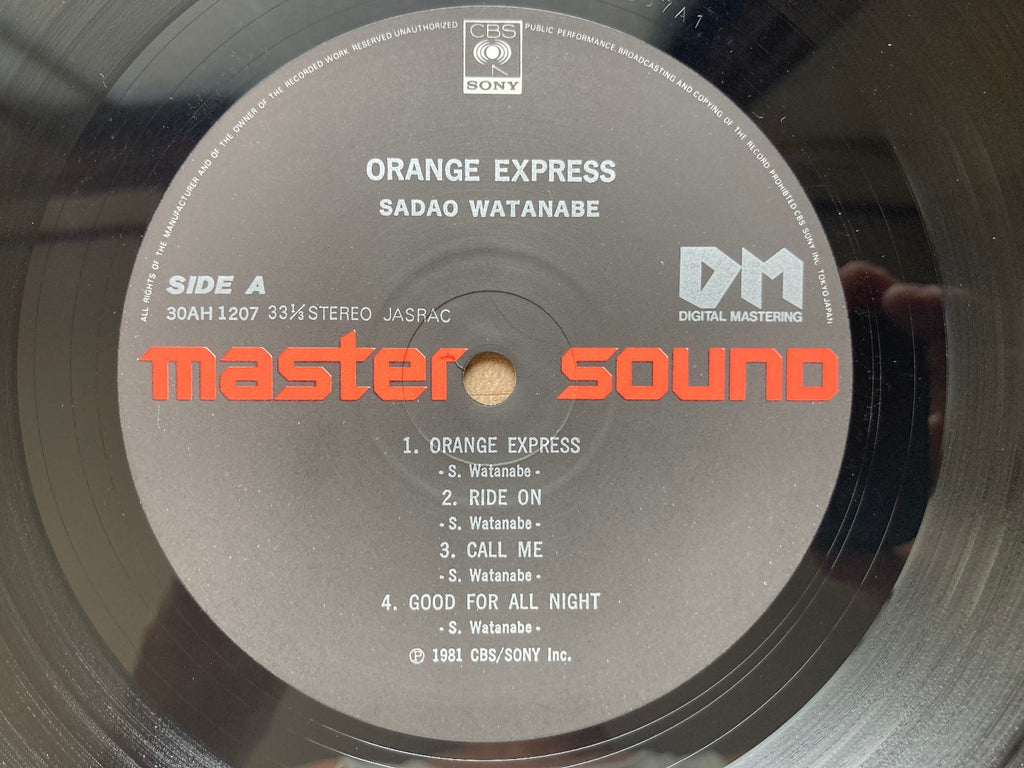 ALL RIGHTS OF THE MANUFACTURER AND OF THE OWNER OF THE RECORDED WORK RESERVED UNAUTHORIZED PUBLIC PERFORMANCE BROADCASTING AND COPYING OF THE RECORD PROHIBITED CBS SONY INC TOKYO JAPAN
CBS
SONY
ORANGE EXPRESS
SADAO WATANABE
SIDE A
30AH 1207 33⅓ STEREO JASRAC
DM
DIGITAL MASTERING
master sound
1. ORANGE EXPRESS
- S. Watanabe -
2. RIDE ON
- S. Watanabe -
3. CALL ME
- S. Watanabe -
4. GOOD FOR ALL NIGHT
- S. Watanabe -
Ⓟ 1981 CBS/SONY Inc.